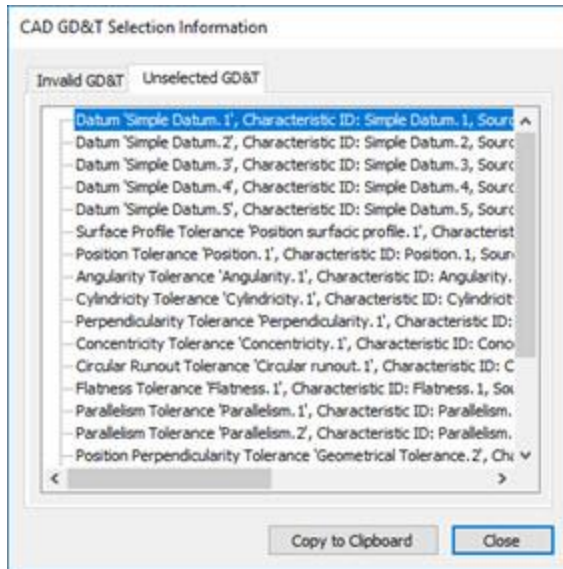 CAD GD&T Selection Information
Invalid GD&T Unselected GD&T
Datum 'Simple Datum.1', Characteristic ID: Simple Datum.1, Sourc
Datum 'Simple Datum.2', Characteristic ID: Simple Datum.2, Sourc
Datum 'Simple Datum.3', Characteristic ID: Simple Datum.3, Sourc
Datum 'Simple Datum.4', Characteristic ID: Simple Datum.4, Sourc
Datum 'Simple Datum.5', Characteristic ID: Simple Datum.5, Sourc
Surface Profile Tolerance 'Position surfacic profile.1', Characterist
Position Tolerance 'Position.1', Characteristic ID: Position.1, Sour
Angularity Tolerance 'Angularity.1', Characteristic ID: Angularity.
Cylindricity Tolerance 'Cylindricity.1', Characteristic ID: Cylindricit
Perpendicularity Tolerance 'Perpendicularity.1', Characteristic ID:
Concentricity Tolerance 'Concentricity.1', Characteristic ID: Conc
Circular Runout Tolerance 'Circular runout.1', Characteristic ID: C
Flatness Tolerance 'Flatness.1', Characteristic ID: Flatness.1, Sou
Parallelism Tolerance 'Parallelism.1', Characteristic ID: Parallelism.
Parallelism Tolerance 'Parallelism.2', Characteristic ID: Parallelism.
Position Perpendicularity Tolerance 'Geometrical Tolerance.2', Cha
Copy to Clipboard Close